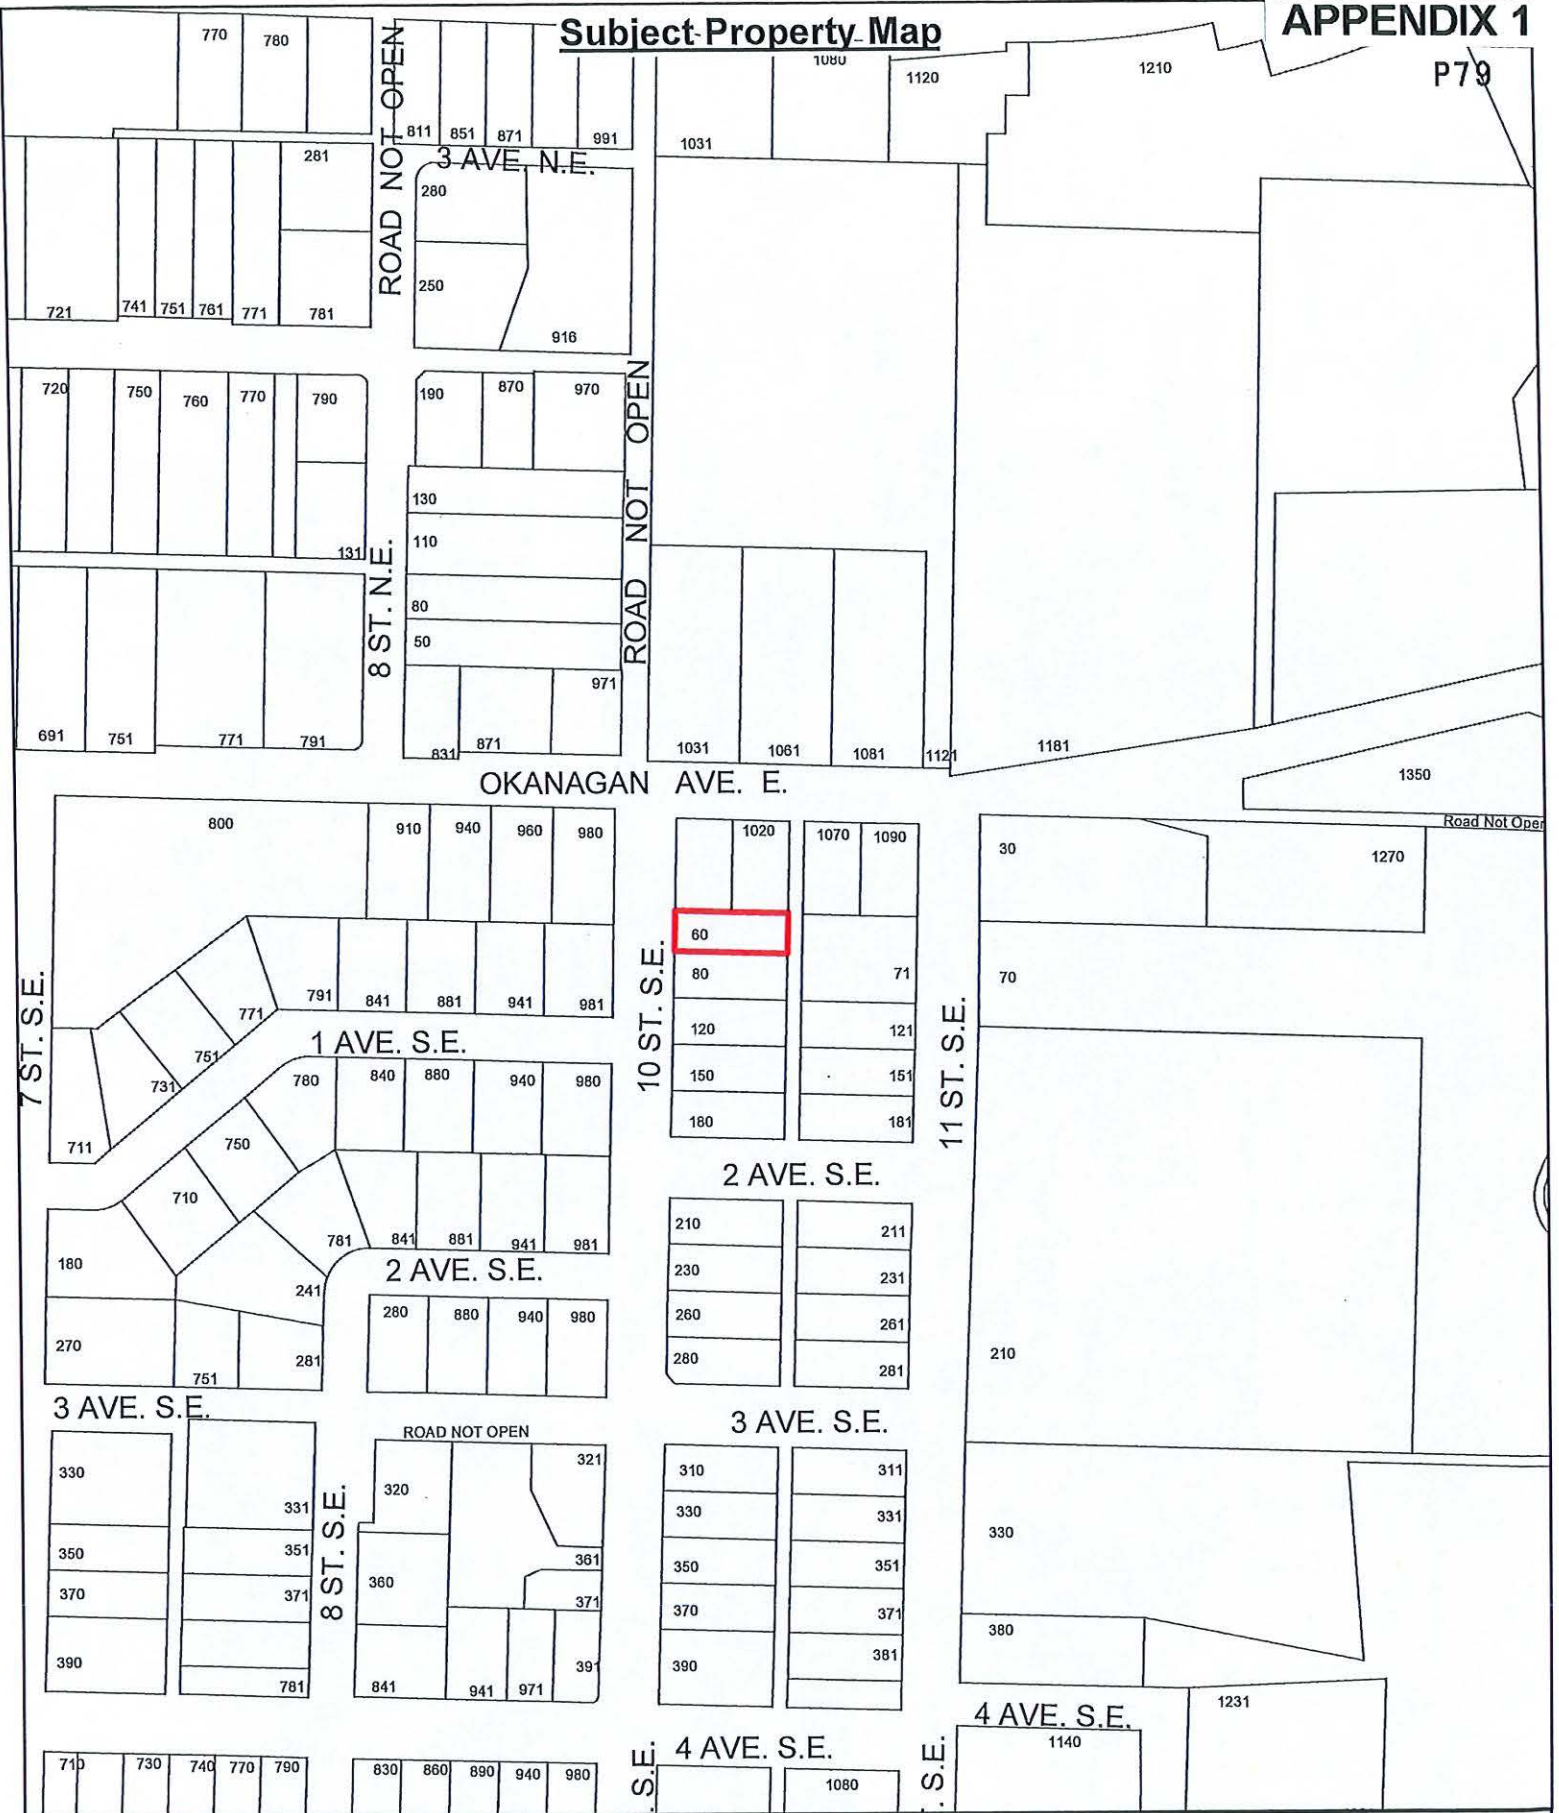 Subject Property Map
APPENDIX 1
P79
770 780
ROAD NOT OPEN
811 851 871 991
1031 1080 1120 1210
3 AVE. N.E.
281
280
250
916
721 741 751 761 771 781
720 750 760 770 790
131
190 870 970
130
110
80
50
8 ST. N.E.
ROAD NOT OPEN
971
691 751 771 791
831 871
1031 1061 1081 1121 1181
1350
OKANAGAN AVE. E.
Road Not Open
800 910 940 960 980
1020 1070 1090
30 1270
60
80 71 70
791 841 881 941 981
771
751
731
711
7 ST. S.E.
1 AVE. S.E.
10 ST. S.E.
11 ST. S.E.
120 121
150 151
180 181
780 840 880 940 980
750
710
2 AVE. S.E.
180
781 841 881 941 981
241
2 AVE. S.E.
210 211
230 231
260 261
280 281
210
270
751 281
280 880 940 980
3 AVE. S.E.
3 AVE. S.E.
ROAD NOT OPEN
330
331
350 351
370 371
390
781
8 ST. S.E.
320
321
360
361
371
391
841 941 971
310 311
330 331
350 351
370 371
390 381
330
380
1231
4 AVE. S.E.
4 AVE. S.E.
1140
710 730 740 770 790
830 860 890 940 980
. S.E.
1080
. S.E.